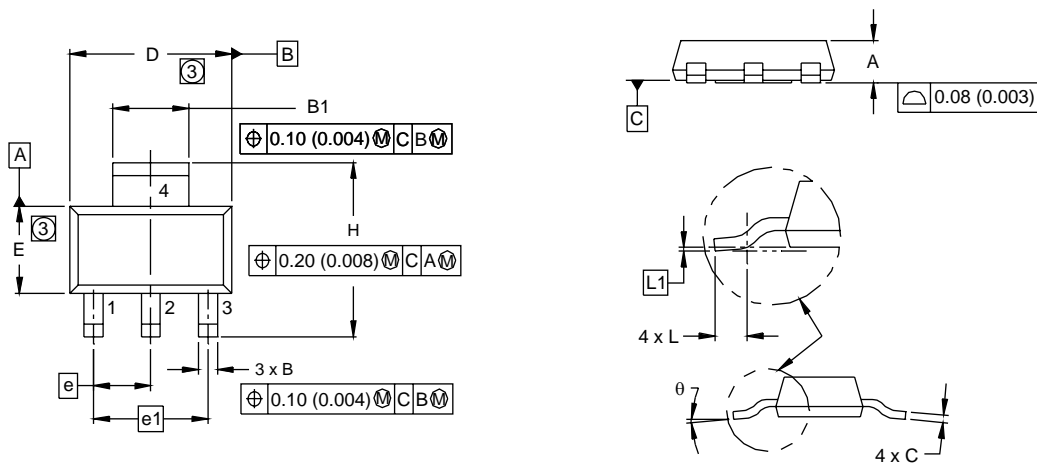 D
③
B
B1
⌖ 0.10 (0.004) Ⓜ C B Ⓜ
A
4
E
③
H
⌖ 0.20 (0.008) Ⓜ C A Ⓜ
1 2 3
3 x B
e
⌖ 0.10 (0.004) Ⓜ C B Ⓜ
e1
A
C
⌓ 0.08 (0.003)
L1
4 x L
θ
4 x C